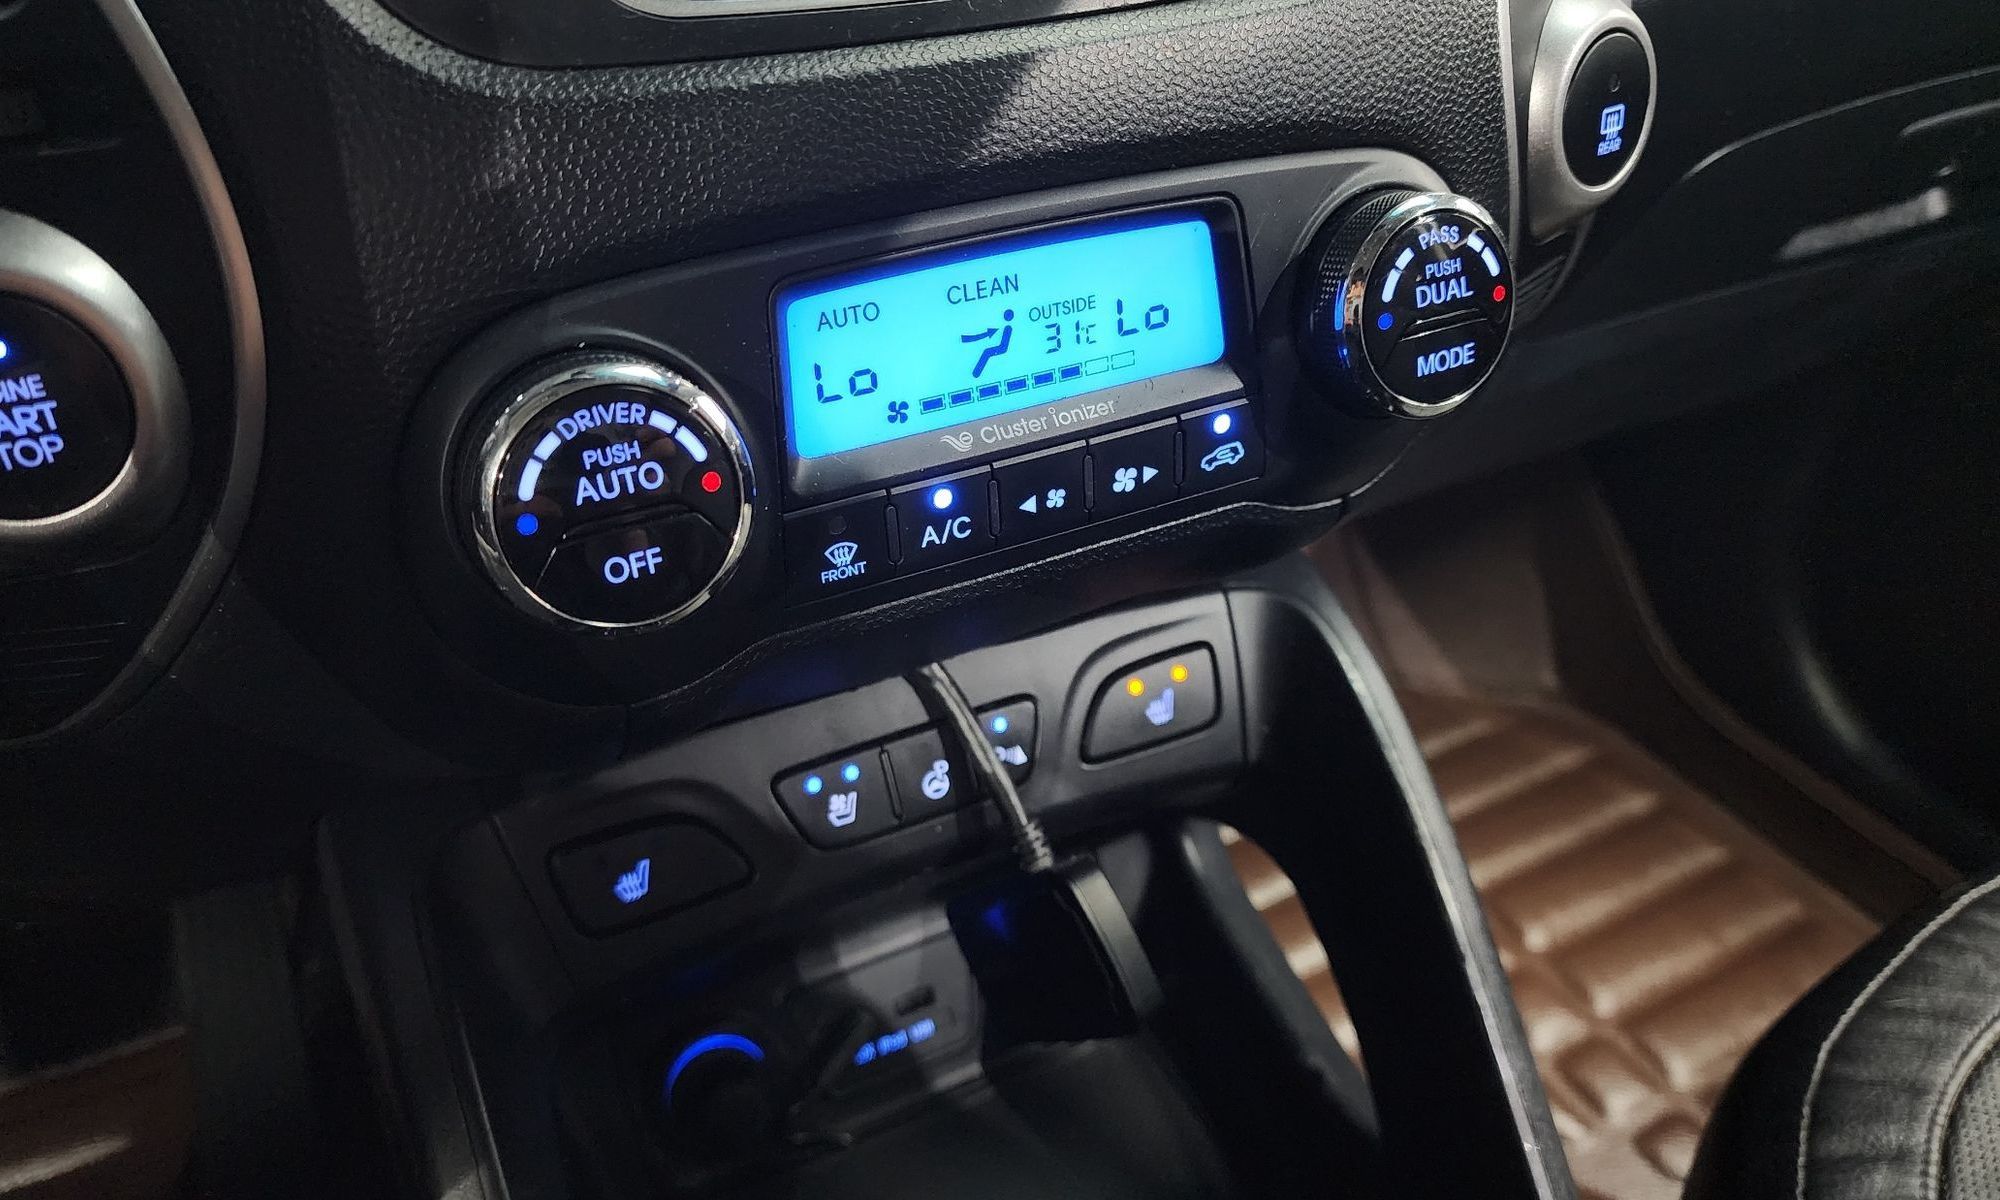 REAR
PASS
PUSH
DUAL
MODE
AUTO
CLEAN
OUTSIDE
31°C
Lo
Lo
Cluster ionizer
DRIVER
PUSH
AUTO
OFF
FRONT
A/C
ART
TOP